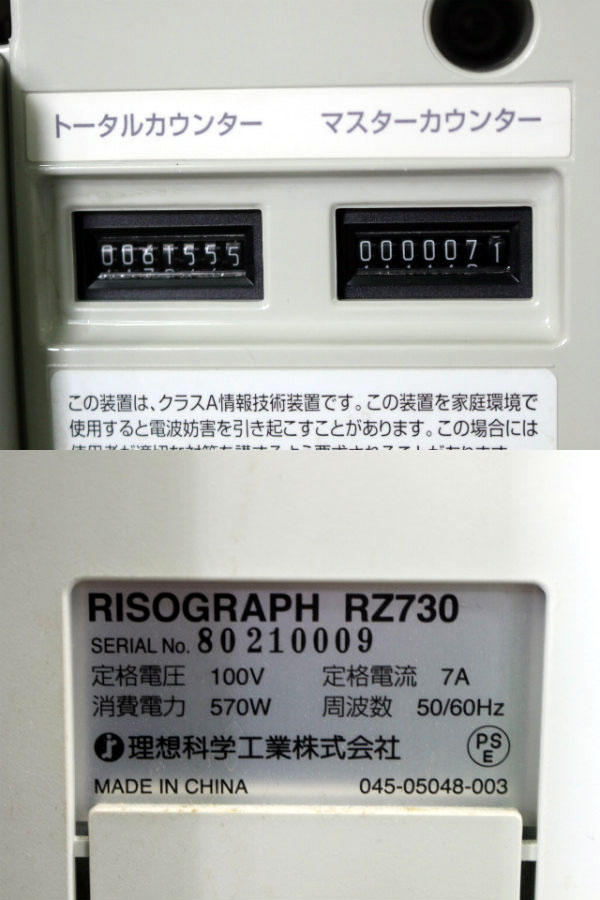 トータルカウンター マスターカウンター
0061555 0000071
この装置は、クラスA情報技術装置です。この装置を家庭環境で
使用すると電波妨害を引き起こすことがあります。この場合には
RISOGRAPH RZ730
SERIAL No. 80210009
定格電圧 100V 定格電流 7A
消費電力 570W 周波数 50/60Hz
理想科学工業株式会社 PSE
MADE IN CHINA 045-05048-003